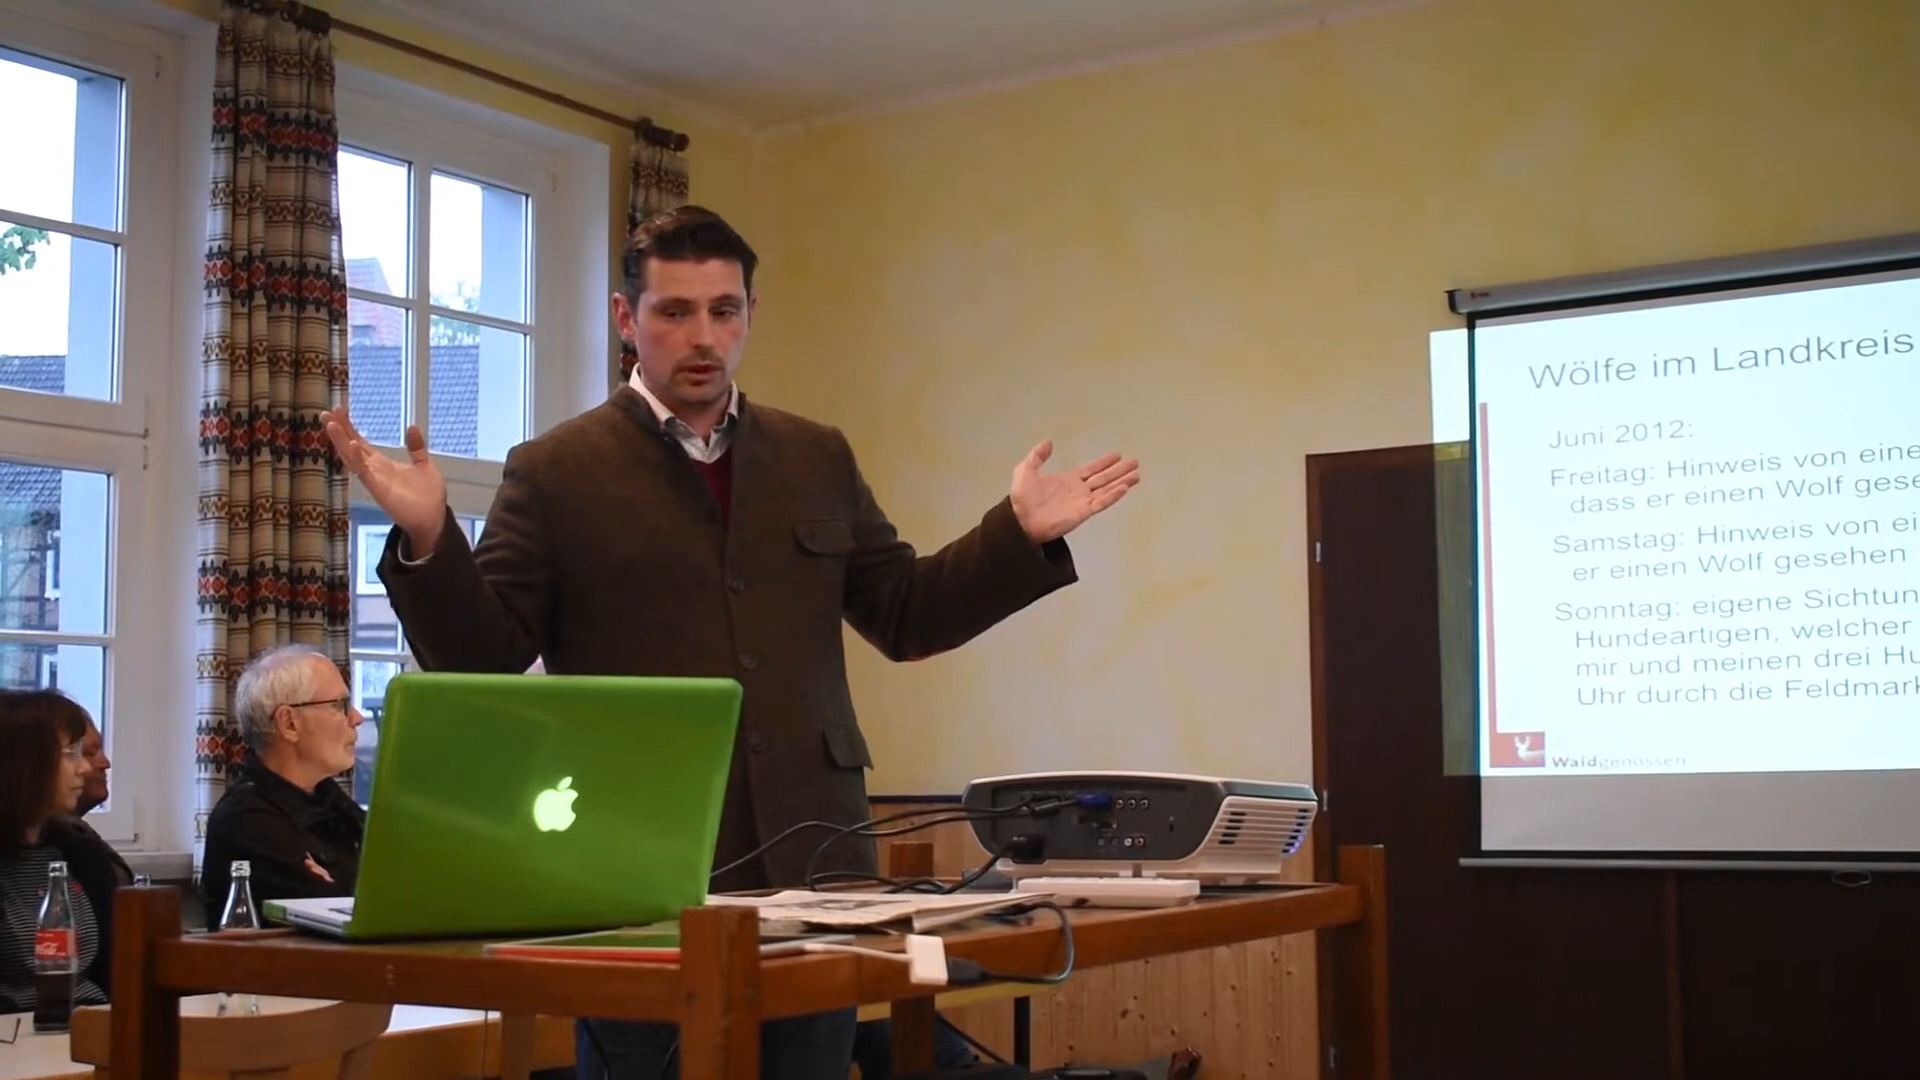 Wölfe im Landkreis
Juni 2012:
Freitag: Hinweis von eine
dass er einen Wolf gese
Samstag: Hinweis von ei
er einen Wolf gesehen
Sonntag: eigene Sichtun
Hundeartigen, welcher
mir und meinen drei Hu
Uhr durch die Feldmark
Waidgenossen